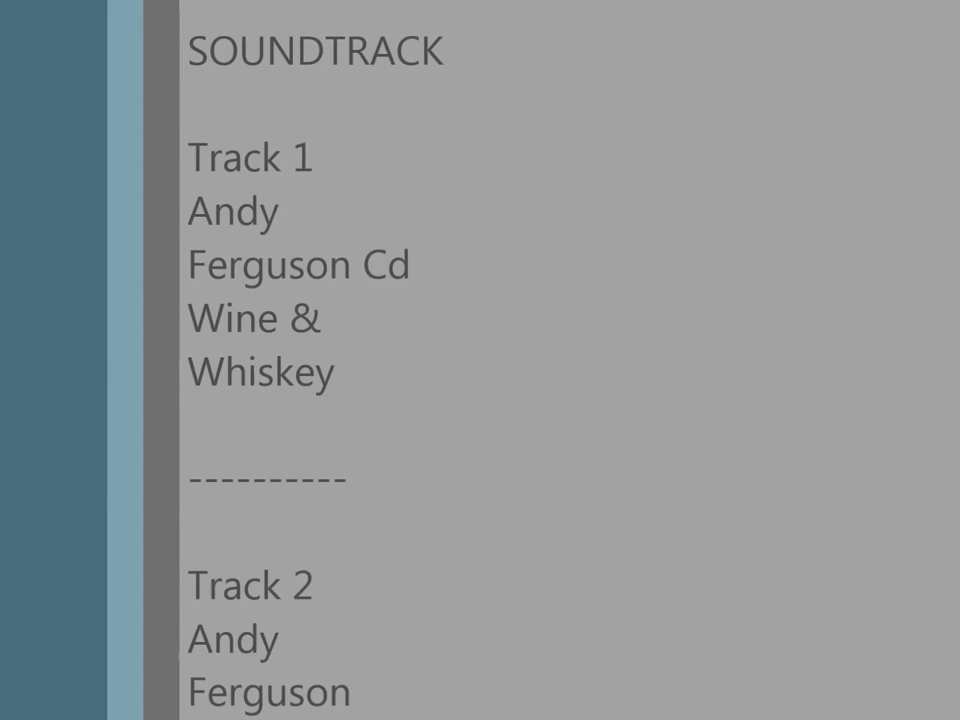 SOUNDTRACK
Track 1
Andy
Ferguson Cd
Wine &
Whiskey
----------
Track 2
Andy
Ferguson